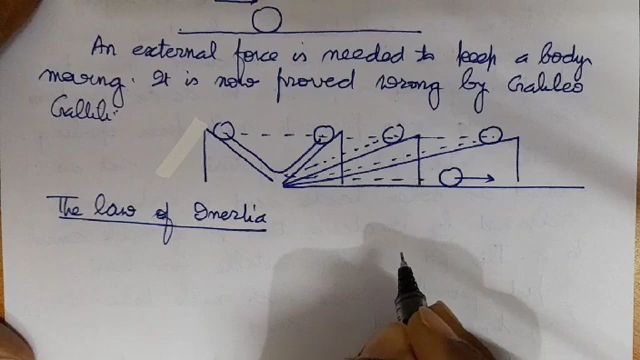 An external force is needed to keep a body
moving. It is now proved wrong by Galileo
Gallili.
The law of Inertia